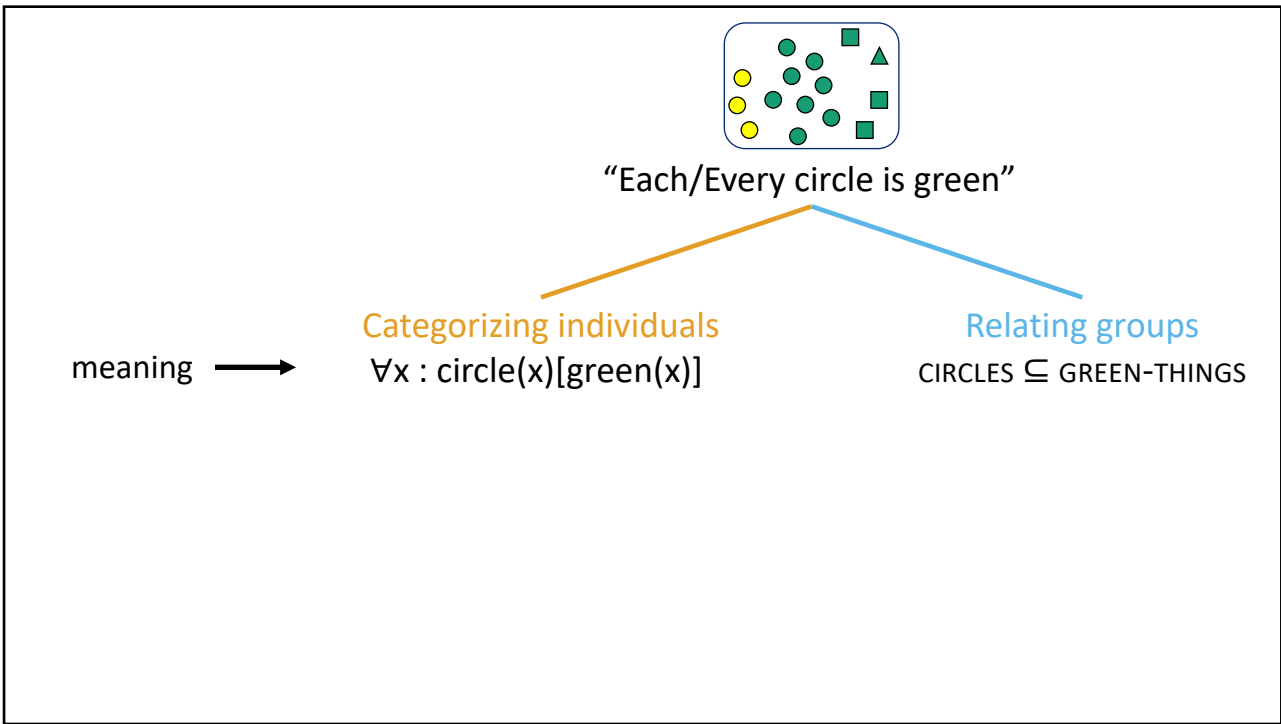 “Each/Every circle is green”
Categorizing individuals
Relating groups
meaning
∀x : circle(x)[green(x)]
CIRCLES ⊆ GREEN-THINGS